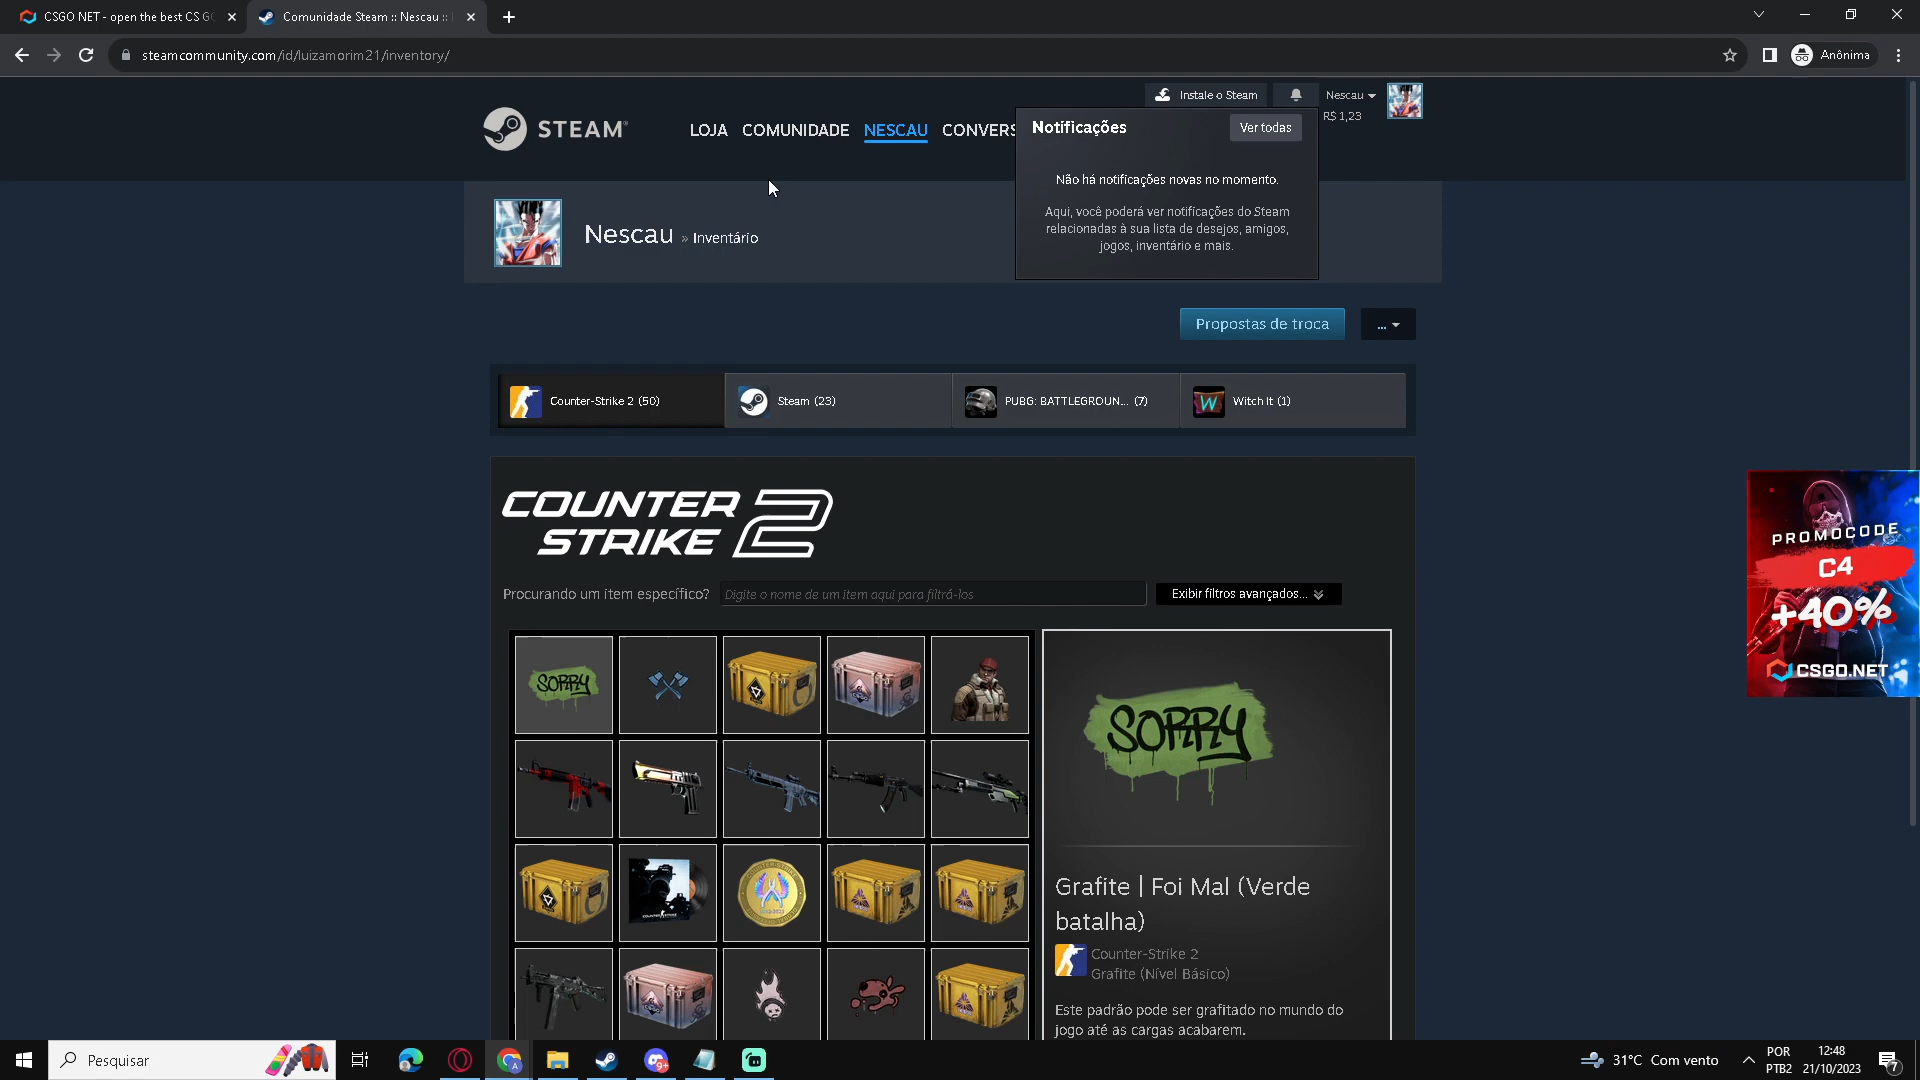 CSGO NET - open the best CS G
Comunidade Steam :: Nescau ::
steamcommunity.com/id/luizamorim21/inventory/
Anônima
Instale o Steam
Nescau
R$ 1,23
STEAM®
LOJA COMUNIDADE NESCAU CONVERS
Notificações
Ver todas
Não há notificações novas no momento.
Aqui, você poderá ver notificações do Steam
relacionadas à sua lista de desejos, amigos,
jogos, inventário e mais.
Nescau » Inventário
Propostas de troca
...
Counter-Strike 2 (50)
Steam (23)
PUBG: BATTLEGROUN... (7)
Witch It (1)
COUNTER
STRIKE 2
Procurando um item específico?
Digite o nome de um item aqui para filtrá-los
Exibir filtros avançados...
PROMOCODE
C4
+40%
CSGO.NET
SORRY
SORRY
Grafite | Foi Mal (Verde
batalha)
Counter-Strike 2
Grafite (Nível Básico)
Este padrão pode ser grafitado no mundo do
jogo até as cargas acabarem.
Pesquisar
9+
31°C Com vento
POR
PTB2
12:48
21/10/2023
7